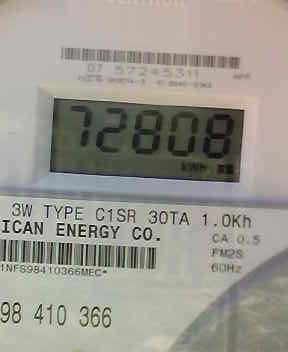 07 57245311
72808
kWh
3W TYPE C1SR 30TA 1.0Kh
ICAN ENERGY CO.
CA 0.5
FM2S
1NFS98410366MEC*
60Hz
98 410 366